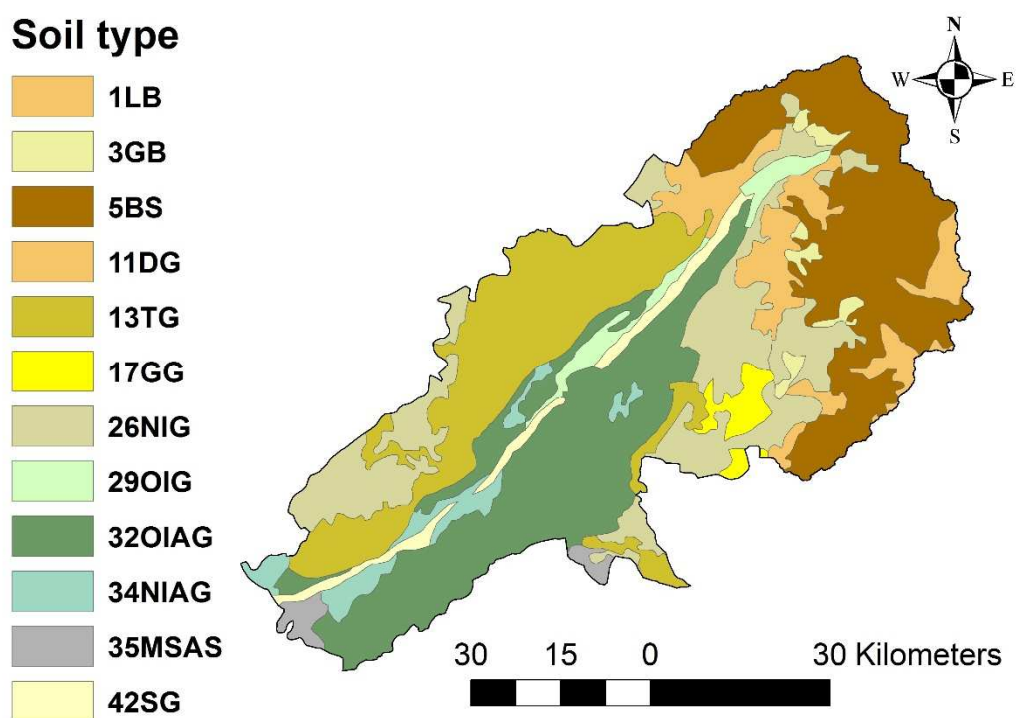 Soil type
1LB
3GB
5BS
11DG
13TG
17GG
26NIG
29OIG
32OIAG
34NIAG
35MSAS
42SG
N
W E
S
30 15 0 30 Kilometers